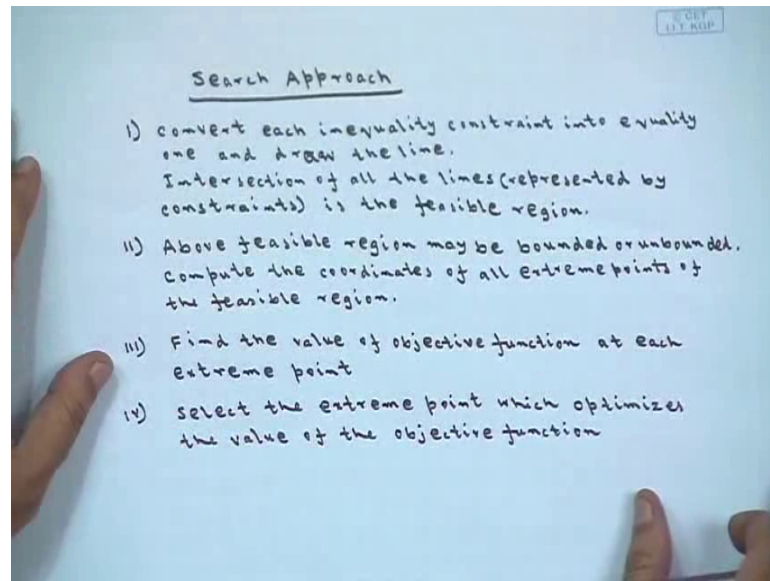 © CET
I.I.T. KGP
Search Approach
i) Convert each inequality constraint into equality
one and draw the line.
Intersection of all the lines (represented by
constraints) is the feasible region.
ii) Above feasible region may be bounded or unbounded.
Compute the coordinates of all extreme points of
the feasible region.
iii) Find the value of objective function at each
extreme point
iv) Select the extreme point which optimizes
the value of the objective function